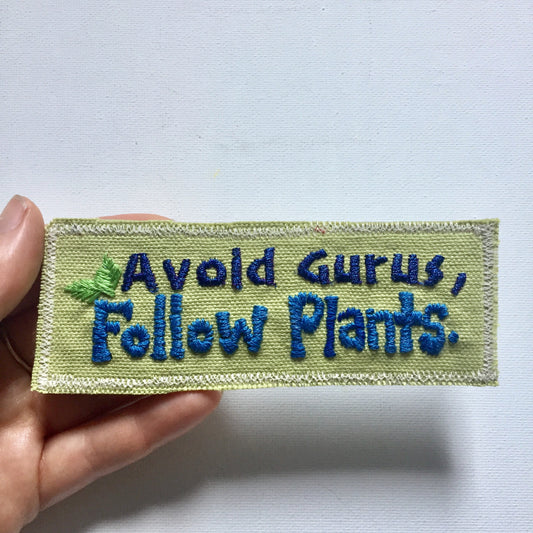 Avoid Gurus,
Follow Plants.